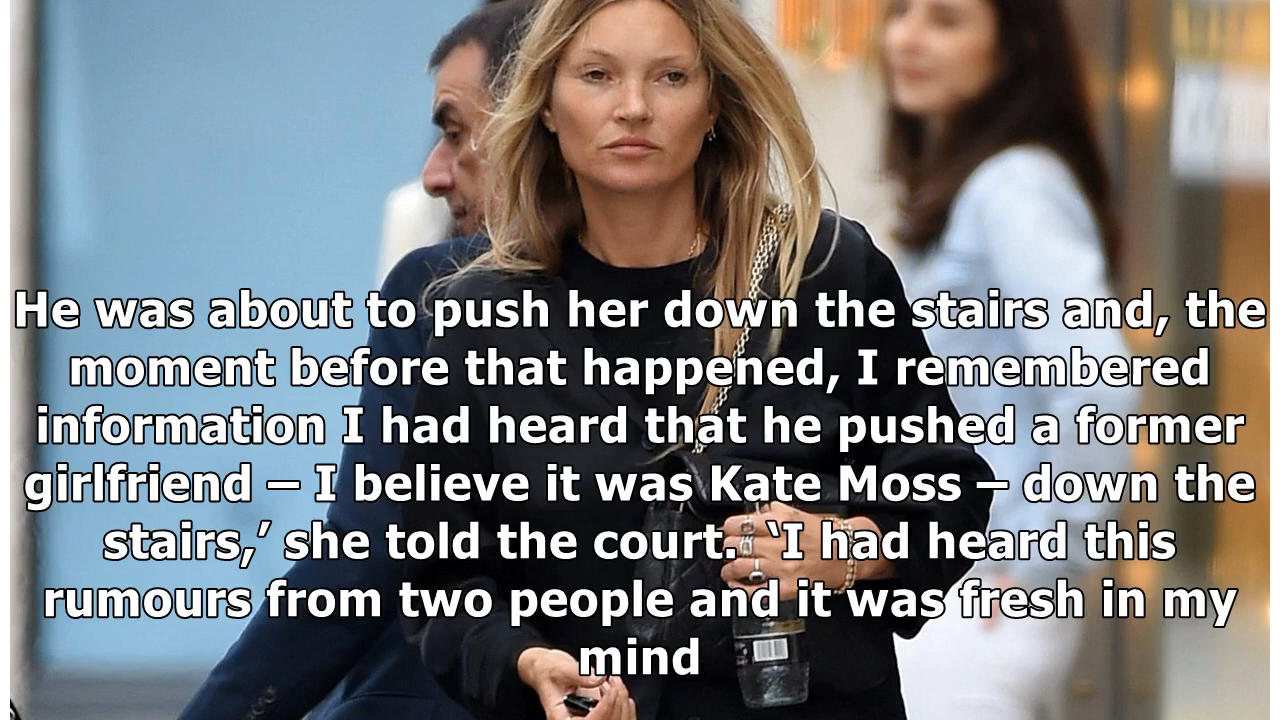 He was about to push her down the stairs and, the
moment before that happened, I remembered
information I had heard that he pushed a former
girlfriend – I believe it was Kate Moss – down the
stairs,’ she told the court.  ‘I had heard this
rumours from two people and it was fresh in my
mind